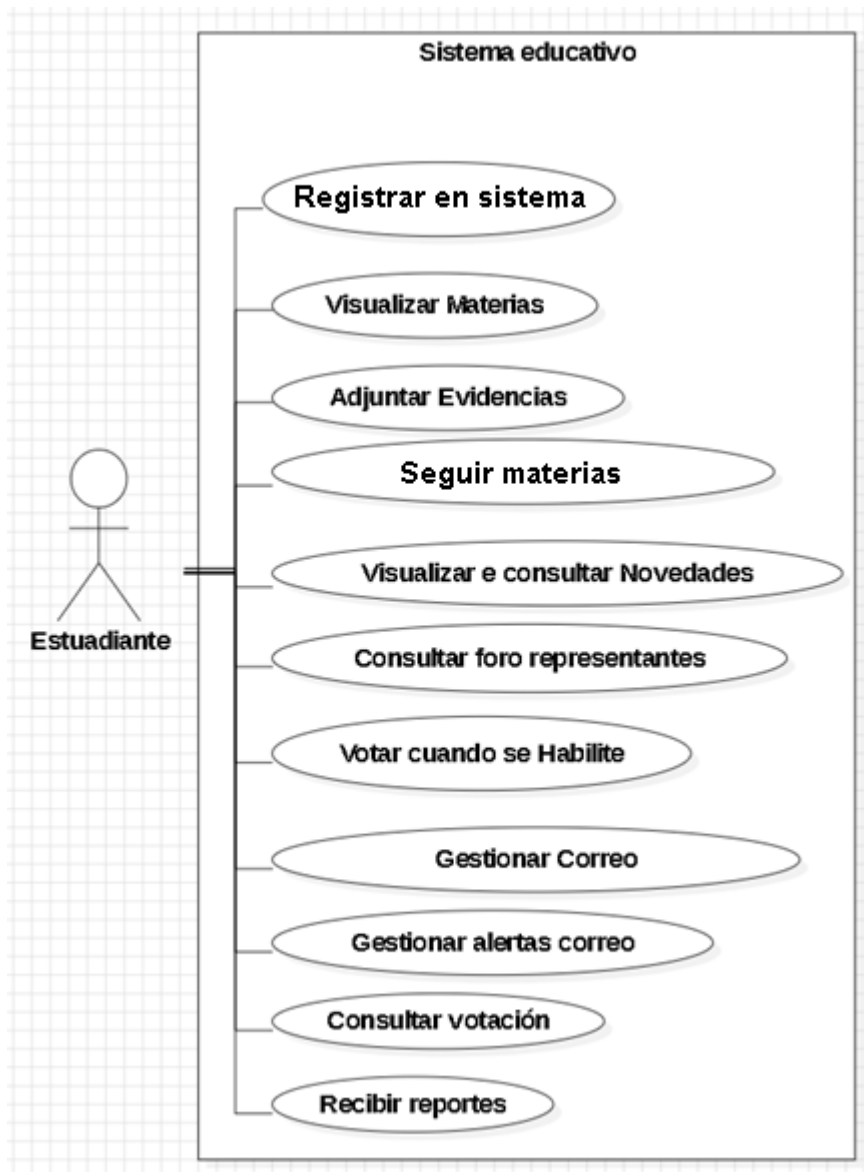 Sistema educativo
Registrar en sistema
Visualizar Materias
Adjuntar Evidencias
Seguir materias
Visualizar e consultar Novedades
Estuadiante
Consultar foro representantes
Votar cuando se Habilite
Gestionar Correo
Gestionar alertas correo
Consultar votación
Recibir reportes